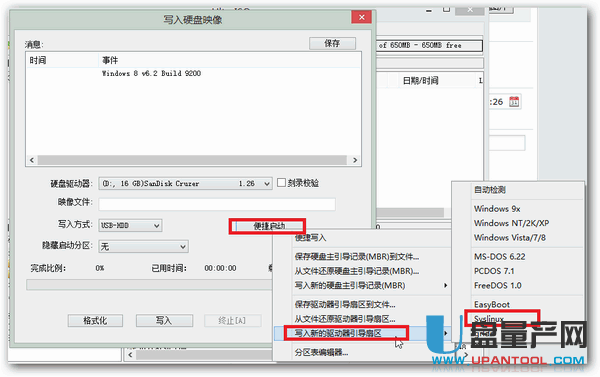 写入硬盘映像
消息:
保存
时间 事件
Windows 8 v6.2 Build 9200
of 650MB - 650MB free
日期/时间
:26
硬盘驱动器: (D:, 16 GB)SanDisk Cruzer 1.26
刻录校验
映像文件:
写入方式: USB-HDD
便捷启动
隐藏启动分区: 无
完成比例: 0% 已用时间: 00:00:00
格式化 写入 终止[A]
便捷写入
保存硬盘主引导记录(MBR)到文件...
从文件还原硬盘主引导记录(MBR)...
写入新的硬盘主引导记录(MBR)
保存驱动器引导扇区到文件...
从文件还原驱动器引导扇区...
写入新的驱动器引导扇区
分区表编辑器...
自动检测
Windows 9x
Windows NT/2K/XP
Windows Vista/7/8
MS-DOS 6.22
PCDOS 7.1
FreeDOS 1.0
EasyBoot
Syslinux
U盘量产网
WWW.UPANTOOL.COM